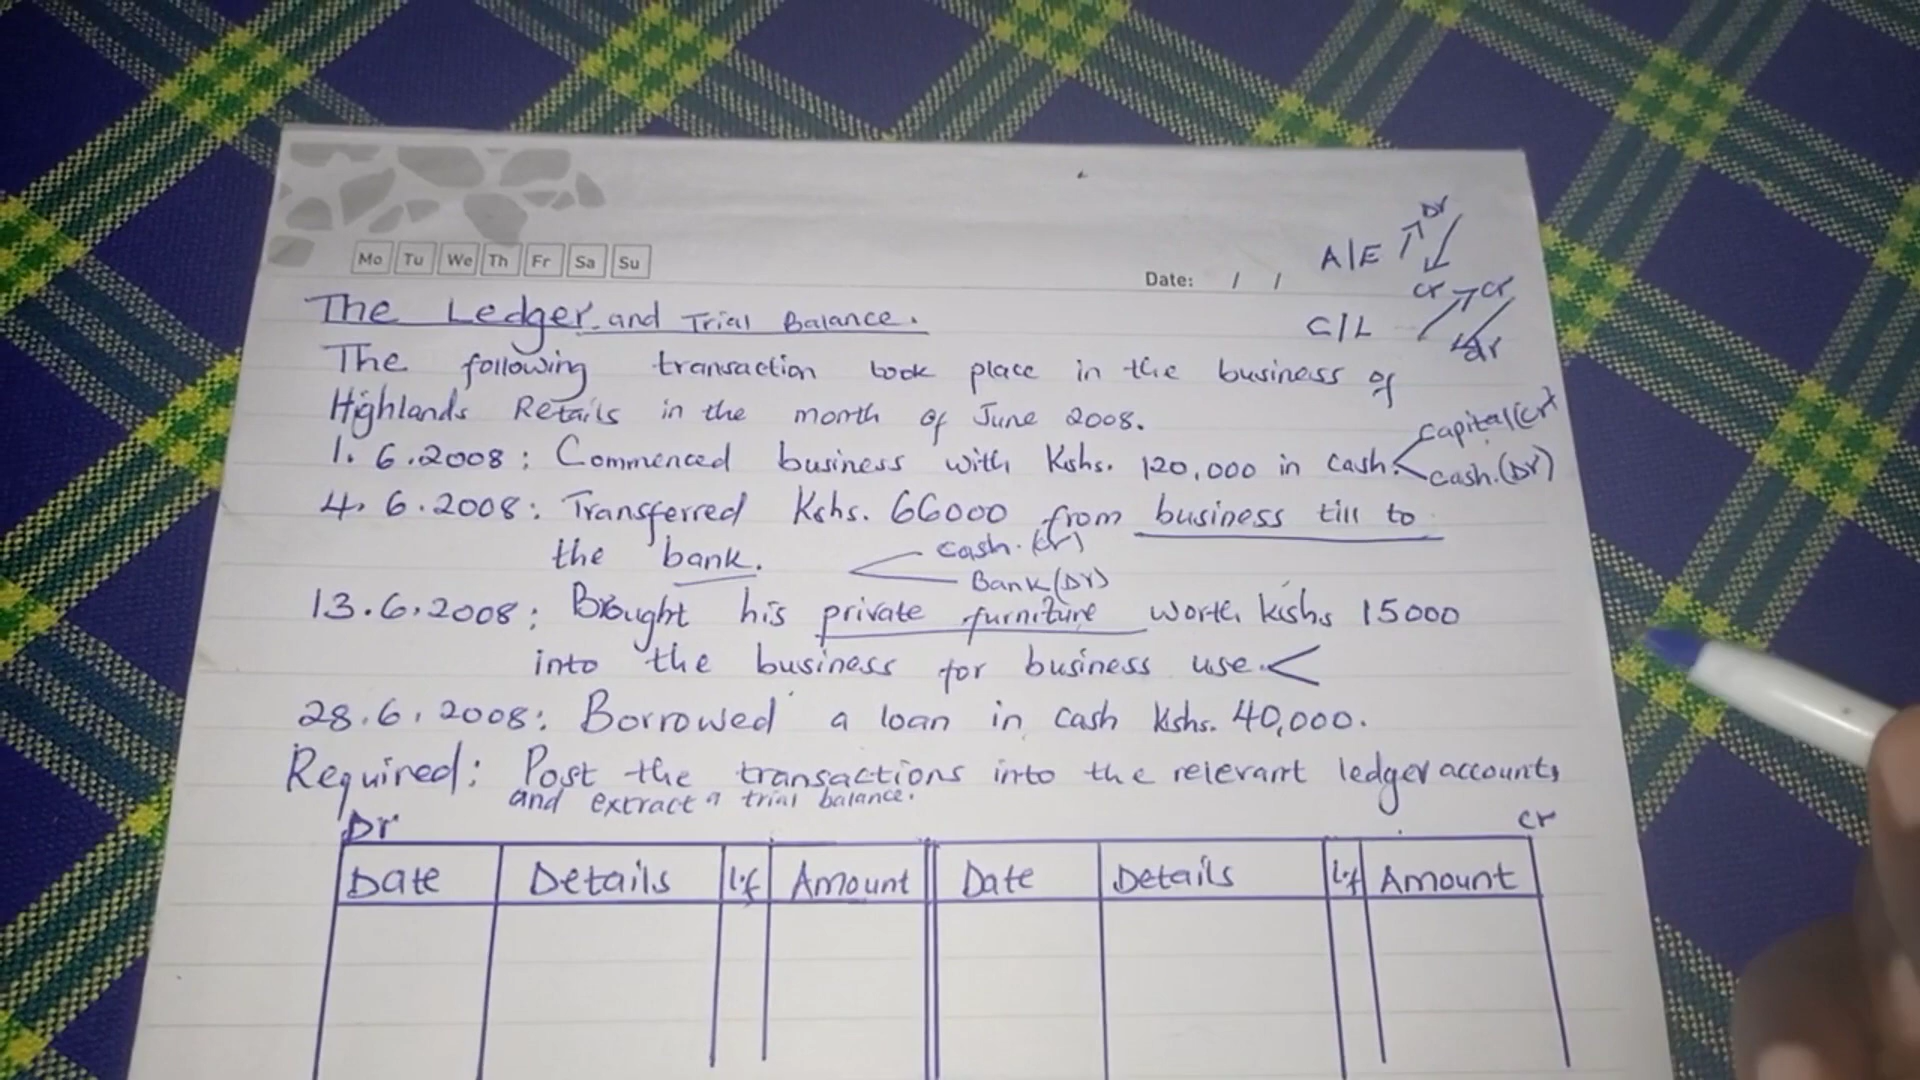 Mo Tu We Th Fr Sa Su
Date: / /
A/E Dr
Cr Cr
C/L
dr
The Ledger and Trial Balance.
The following transaction took place in the business of
Highlands Retails in the month of June 2008.
1. 6.2008: Commenced business with Kshs. 120,000 in cash.
Capital(Cr)
Cash.(Dr)
4. 6.2008: Transferred Kshs. 66000 from business till to
the bank.
Cash.(Cr)
Bank(Dr)
13.6.2008: Brought his private furniture worth kshs 15000
into the business for business use.
28.6.2008: Borrowed a loan in cash kshs. 40,000.
Required: Post the transactions into the relevant ledger accounts
and extract a trial balance.
Dr Cr
Date Details l.f Amount Date Details l.f Amount